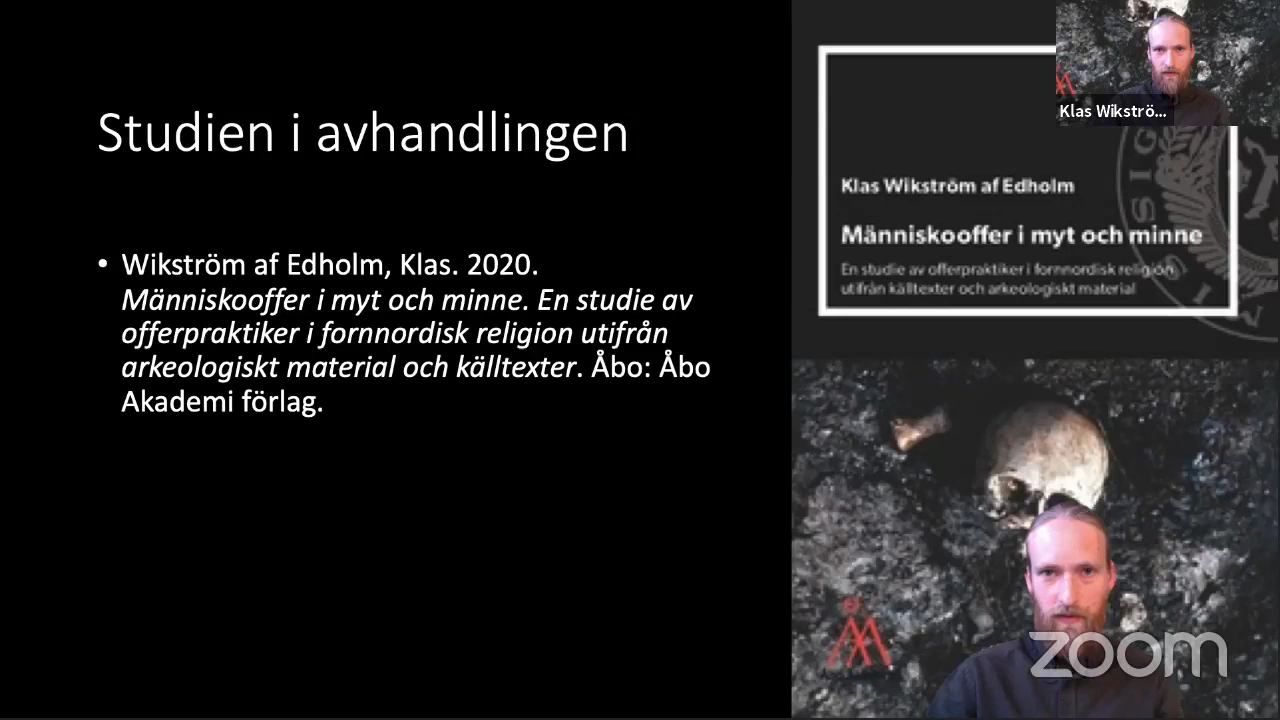 Studien i avhandlingen
• Wikström af Edholm, Klas. 2020.
Människooffer i myt och minne. En studie av
offerpraktiker i fornnordisk religion utifrån
arkeologiskt material och källtexter. Åbo: Åbo
Akademi förlag.
Klas Wikströ...
Klas Wikström af Edholm
Människooffer i myt och minne
En studie av offerpraktiker i fornnordisk religion
utifrån källtexter och arkeologiskt material
zoom